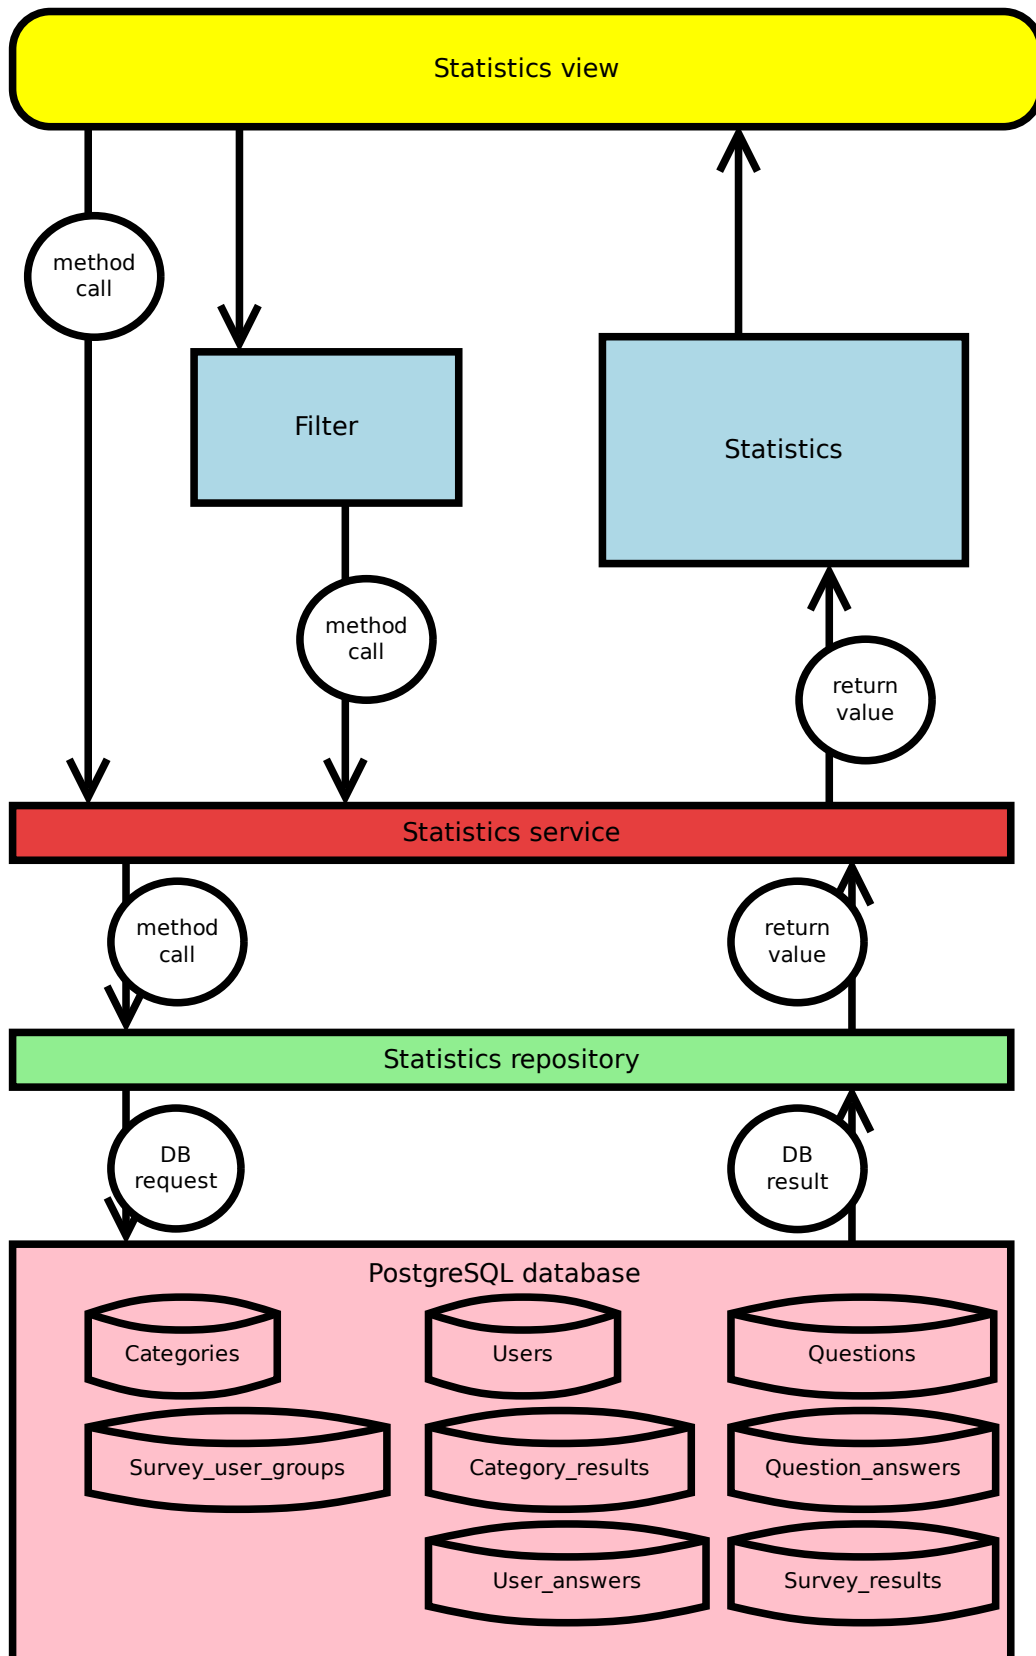 Statistics view
method
call
Filter
Statistics
method
call
return
value
Statistics service
method
call
return
value
Statistics repository
DB
request
DB
result
PostgreSQL database
Categories
Users
Questions
Survey_user_groups
Category_results
Question_answers
User_answers
Survey_results